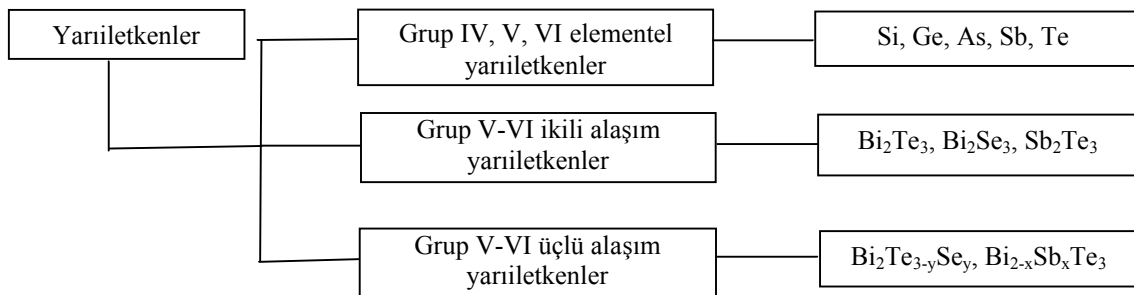 Yarıiletkenler
Grup IV, V, VI elementel
yarıiletkenler
Si, Ge, As, Sb, Te
Grup V-VI ikili alaşım
yarıiletkenler
Bi₂Te₃, Bi₂Se₃, Sb₂Te₃
Grup V-VI üçlü alaşım
yarıiletkenler
Bi₂Te₃₋ySey, Bi₂₋ₓSbₓTe₃